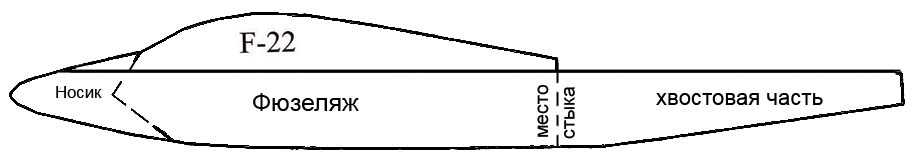 F-22
Носик
Фюзеляж
место
стыка
хвостовая часть